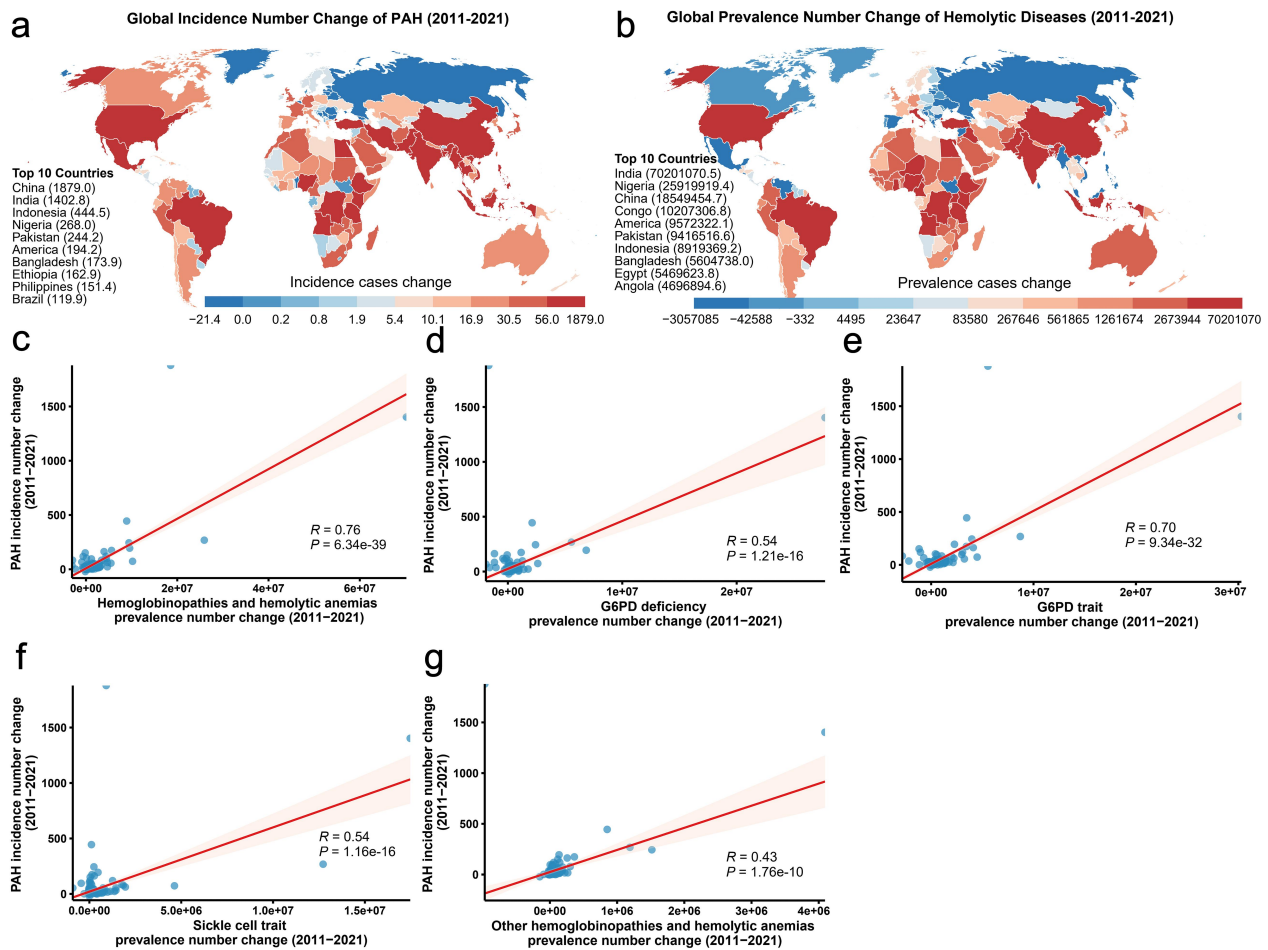 a
Global Incidence Number Change of PAH (2011-2021)
Top 10 Countries
China (1879.0)
India (1402.8)
Indonesia (444.5)
Nigeria (268.0)
Pakistan (244.2)
America (194.2)
Bangladesh (173.9)
Ethiopia (162.9)
Philippines (151.4)
Brazil (119.9)
Incidence cases change
−21.4 0.0 0.2 0.8 1.9 5.4 10.1 16.9 30.5 56.0 1879.0
b
Global Prevalence Number Change of Hemolytic Diseases (2011-2021)
Top 10 Countries
India (70201070.5)
Nigeria (25919919.4)
China (18549454.7)
Congo (10207306.8)
America (9572322.1)
Pakistan (9416516.6)
Indonesia (8919369.2)
Bangladesh (5604738.0)
Egypt (5469623.8)
Angola (4696894.6)
Prevalence cases change
−3057085 −42588 −332 4495 23647 83580 267646 561865 1261674 2673944 70201070
c
PAH incidence number change
(2011−2021)
1500
1000
500
0
R = 0.76
P = 6.34e-39
0e+00 2e+07 4e+07 6e+07
Hemoglobinopathies and hemolytic anemias
prevalence number change (2011−2021)
d
PAH incidence number change
(2011−2021)
1500
1000
500
0
R = 0.54
P = 1.21e-16
0e+00 1e+07 2e+07
G6PD deficiency
prevalence number change (2011−2021)
e
PAH incidence number change
(2011−2021)
1500
1000
500
0
R = 0.70
P = 9.34e-32
0e+00 1e+07 2e+07 3e+07
G6PD trait
prevalence number change (2011−2021)
f
PAH incidence number change
(2011−2021)
1500
1000
500
0
R = 0.54
P = 1.16e-16
0.0e+00 5.0e+06 1.0e+07 1.5e+07
Sickle cell trait
prevalence number change (2011−2021)
g
PAH incidence number change
(2011−2021)
1500
1000
500
0
R = 0.43
P = 1.76e-10
0e+00 1e+06 2e+06 3e+06 4e+06
Other hemoglobinopathies and hemolytic anemias
prevalence number change (2011−2021)